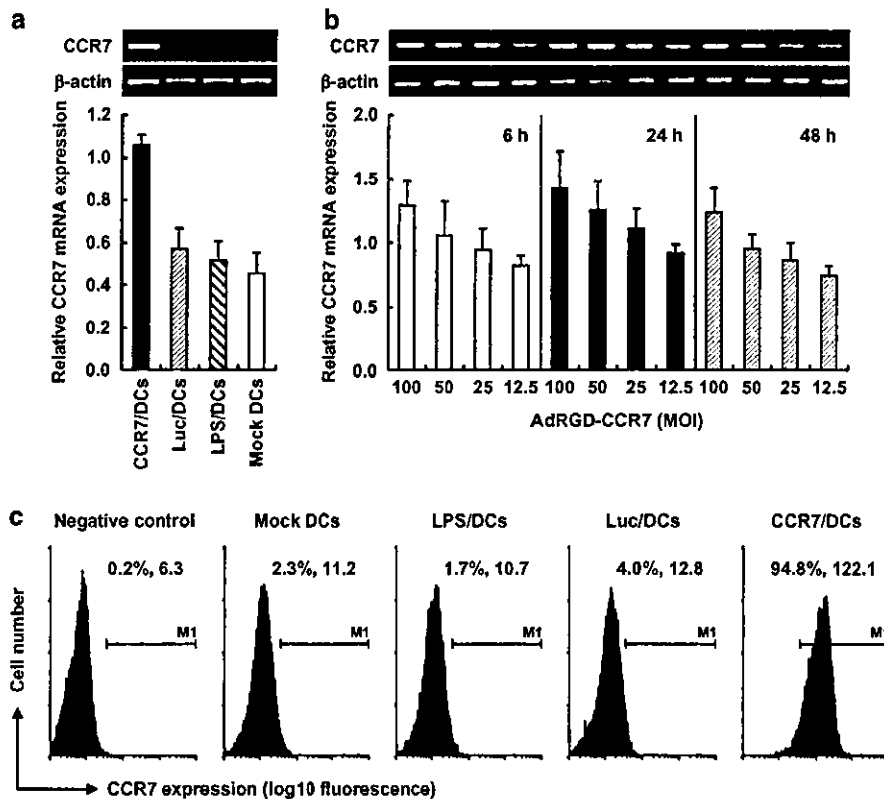 a
CCR7
β-actin
Relative CCR7 mRNA expression
1.2
1.0
0.8
0.6
0.4
0.2
0.0
CCR7/DCs
Luc/DCs
LPS/DCs
Mock DCs
b
CCR7
β-actin
Relative CCR7 mRNA expression
2.0
1.5
1.0
0.5
0.0
6 h
24 h
48 h
100 50 25 12.5 100 50 25 12.5 100 50 25 12.5
AdRGD-CCR7 (MOI)
c
Negative control
0.2%, 6.3
M1
Mock DCs
2.3%, 11.2
M1
LPS/DCs
1.7%, 10.7
M1
Luc/DCs
4.0%, 12.8
M1
CCR7/DCs
94.8%, 122.1
M1
Cell number
CCR7 expression (log10 fluorescence)